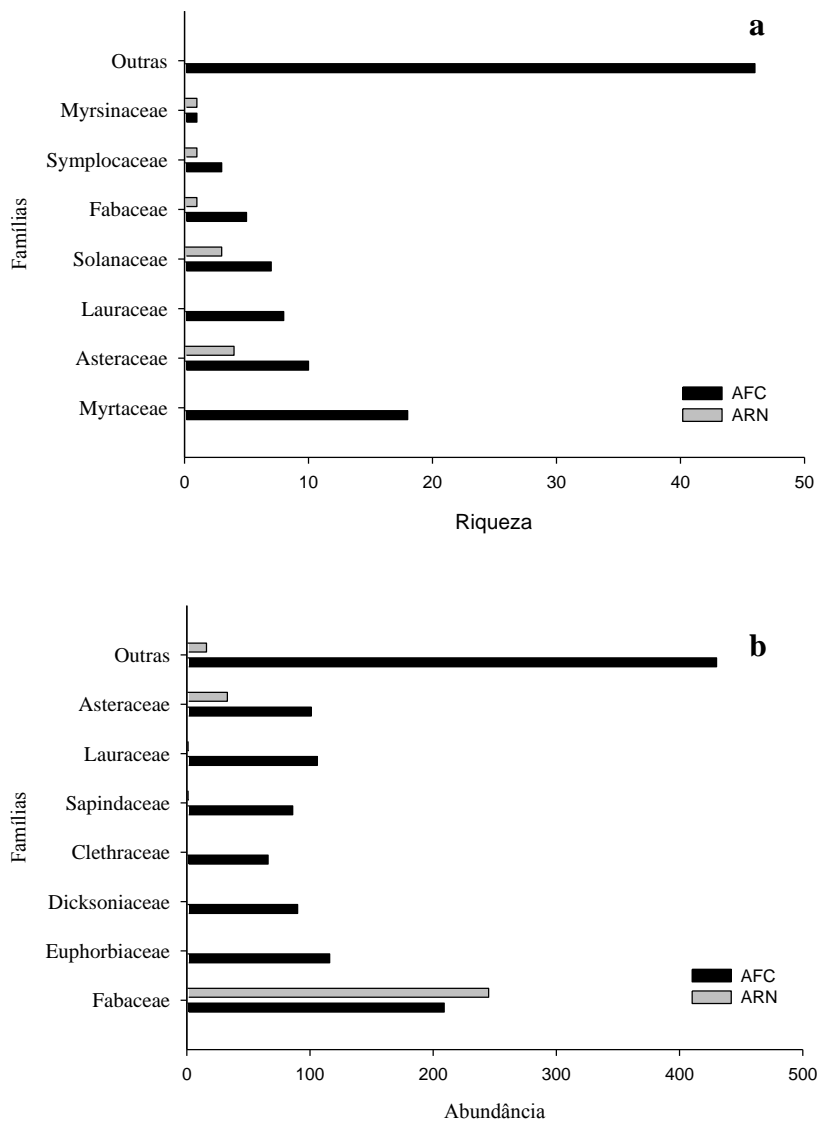 a
Outras
Myrsinaceae
Symplocaceae
Fabaceae
Solanaceae
Lauraceae
Asteraceae
Myrtaceae
Famílias
AFC
ARN
0 10 20 30 40 50
Riqueza
b
Outras
Asteraceae
Lauraceae
Sapindaceae
Clethraceae
Dicksoniaceae
Euphorbiaceae
Fabaceae
Famílias
AFC
ARN
0 100 200 300 400 500
Abundância